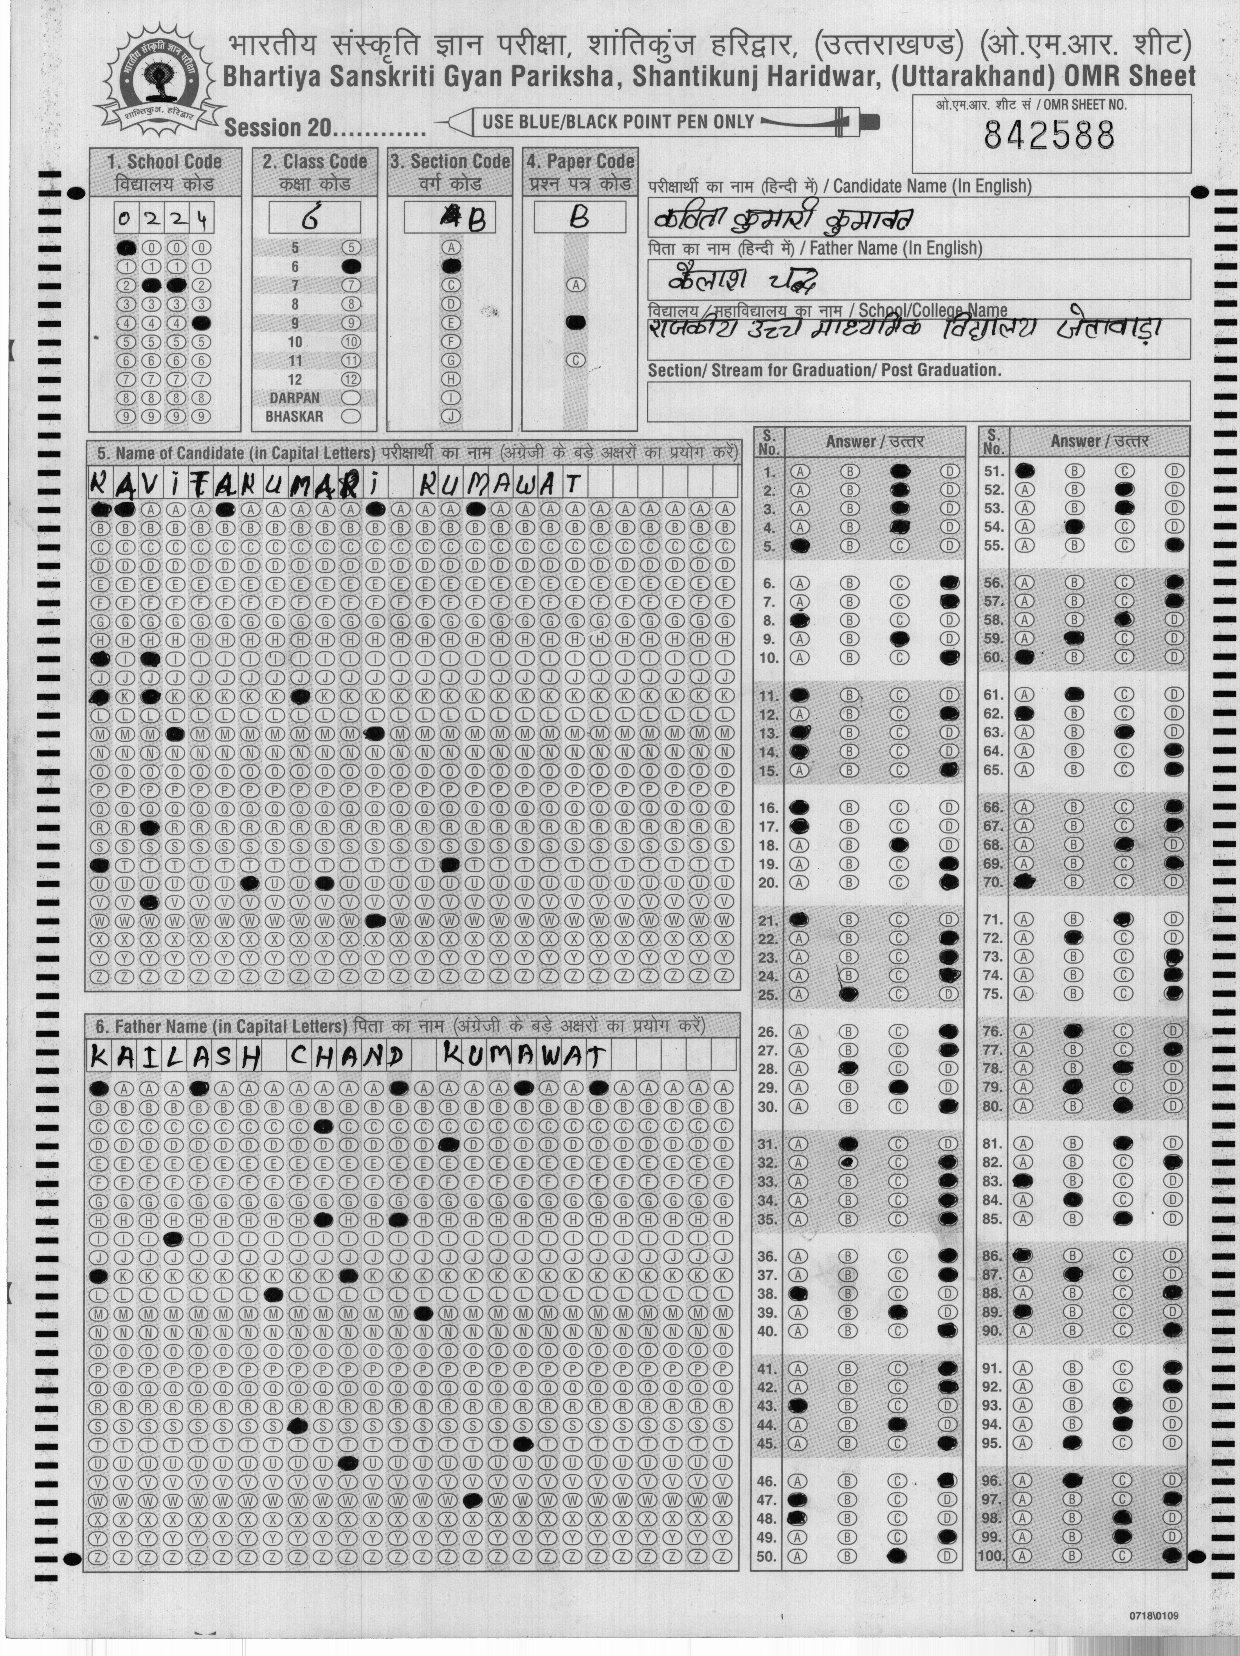 भारतीय संस्कृति ज्ञान परीक्षा, शांतिकुंज हरिद्वार, (उत्तराखण्ड) (ओ.एम.आर. शीट)
Bhartiya Sanskriti Gyan Pariksha, Shantikunj Haridwar, (Uttarakhand) OMR Sheet
Session 20............ USE BLUE/BLACK POINT PEN ONLY
ओ.एम.आर. शीट सं / OMR SHEET NO.
842588
1. School Code
विद्यालय कोड
0 2 2 4
2. Class Code
कक्षा कोड
6
3. Section Code
वर्ग कोड
B
4. Paper Code
प्रश्न पत्र कोड
B
5
6
7
8
9
10
11
12
DARPAN
BHASKAR
परीक्षार्थी का नाम (हिन्दी में) / Candidate Name (In English)
कविता कुमारी कुमावत
पिता का नाम (हिन्दी में) / Father Name (In English)
कैलाश चन्द्र
विद्यालय / महाविद्यालय का नाम / School/College Name
राजकीय उच्च माध्यमिक विद्यालय जेतावाड़ा
Section/ Stream for Graduation/ Post Graduation.
5. Name of Candidate (in Capital Letters) परीक्षार्थी का नाम (अंग्रेजी के बड़े अक्षरों का प्रयोग करें)
KAViTAKUMARi KUMAWAT
6. Father Name (in Capital Letters) पिता का नाम (अंग्रेजी के बड़े अक्षरों का प्रयोग करें)
KAILASH CHAND KUMAWAT
S. No. Answer / उत्तर
S. No. Answer / उत्तर
0718\0109